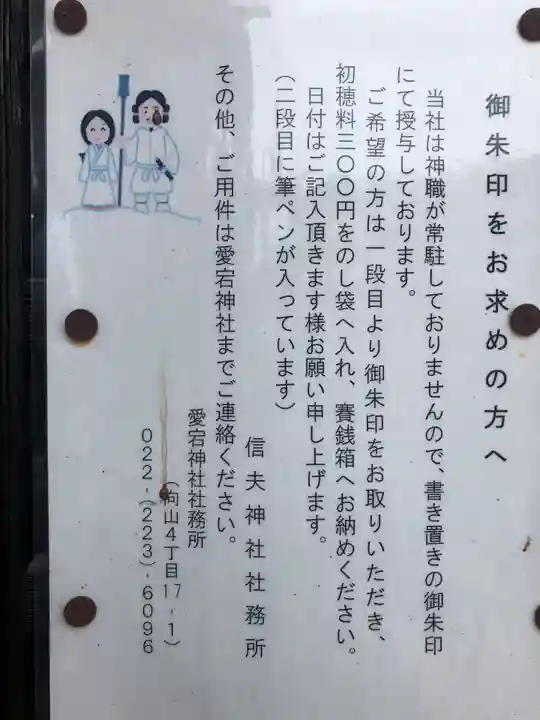 御朱印をお求めの方へ
当社は神職が常駐しておりませんので、書き置きの御朱印
にて授与しております。
ご希望の方は一段目より御朱印をお取りいただき、
初穂料三〇〇円をのし袋へ入れ、賽銭箱へお納めください。
日付はご記入頂きます様お願い申し上げます。
（二段目に筆ペンが入っています）
信夫神社社務所
その他、ご用件は愛宕神社までご連絡ください。
愛宕神社社務所
（向山4丁目17-1）
022-(223)-6096